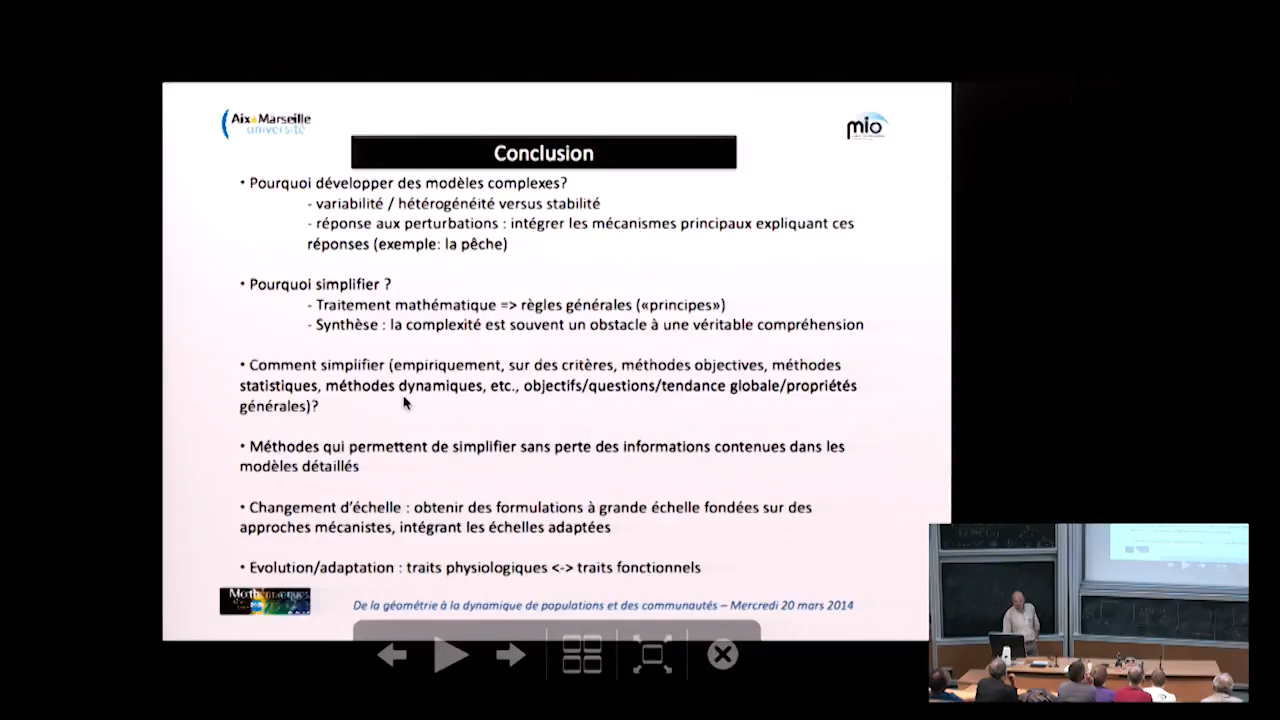 Aix*Marseille
université
mio
Conclusion
• Pourquoi développer des modèles complexes?
- variabilité / hétérogénéité versus stabilité
- réponse aux perturbations : intégrer les mécanismes principaux expliquant ces
réponses (exemple: la pêche)
• Pourquoi simplifier ?
- Traitement mathématique => règles générales («principes»)
- Synthèse : la complexité est souvent un obstacle à une véritable compréhension
• Comment simplifier (empiriquement, sur des critères, méthodes objectives, méthodes
statistiques, méthodes dynamiques, etc., objectifs/questions/tendance globale/propriétés
générales)?
• Méthodes qui permettent de simplifier sans perte des informations contenues dans les
modèles détaillés
• Changement d'échelle : obtenir des formulations à grande échelle fondées sur des
approches mécanistes, intégrant les échelles adaptées
• Evolution/adaptation : traits physiologiques <-> traits fonctionnels
De la géométrie à la dynamique de populations et des communautés – Mercredi 20 mars 2014